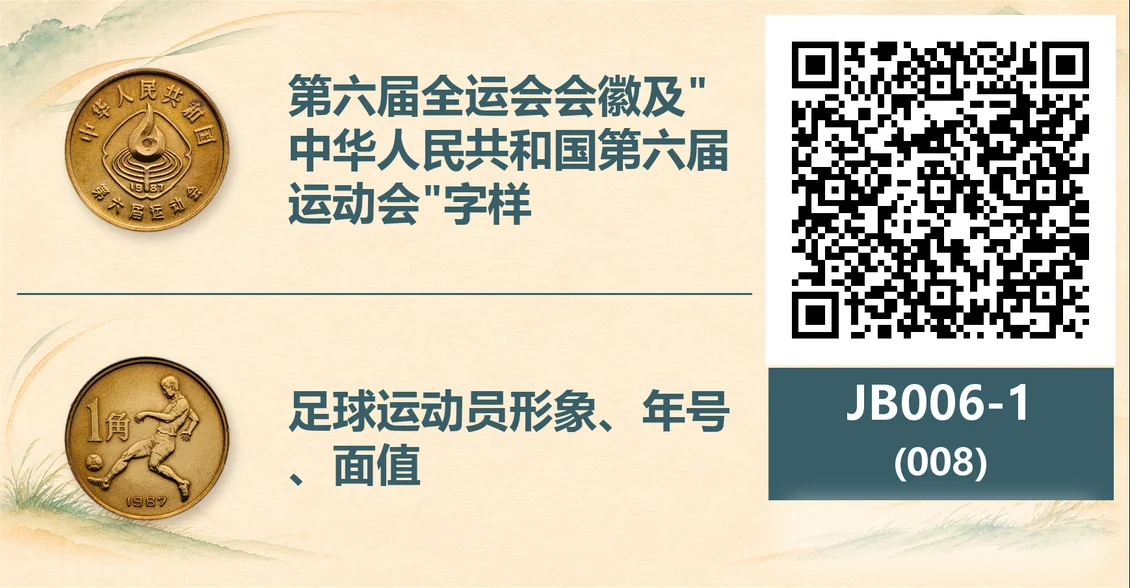 中华人民共和国
1987
第六届运动会
第六届全运会会徽及"
中华人民共和国第六届
运动会"字样
1角
1987
足球运动员形象、年号
、面值
JB006-1
(008)